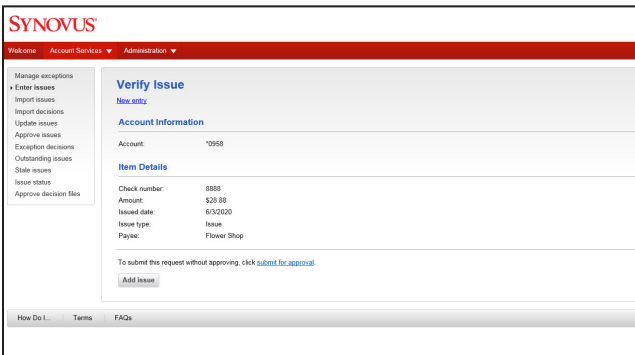 SYNOVUS®
Welcome Account Services Administration
Manage exceptions
Enter issues
Import issues
Import decisions
Update issues
Approve issues
Exception decisions
Outstanding issues
Stale issues
Issue status
Approve decision files
Verify Issue
New entry
Account Information
Account: *0958
Item Details
Check number: 8888
Amount: $28.88
Issued date: 6/3/2020
Issue type: Issue
Payee: Flower Shop
To submit this request without approving, click submit for approval.
Add issue
How Do I... Terms FAQs